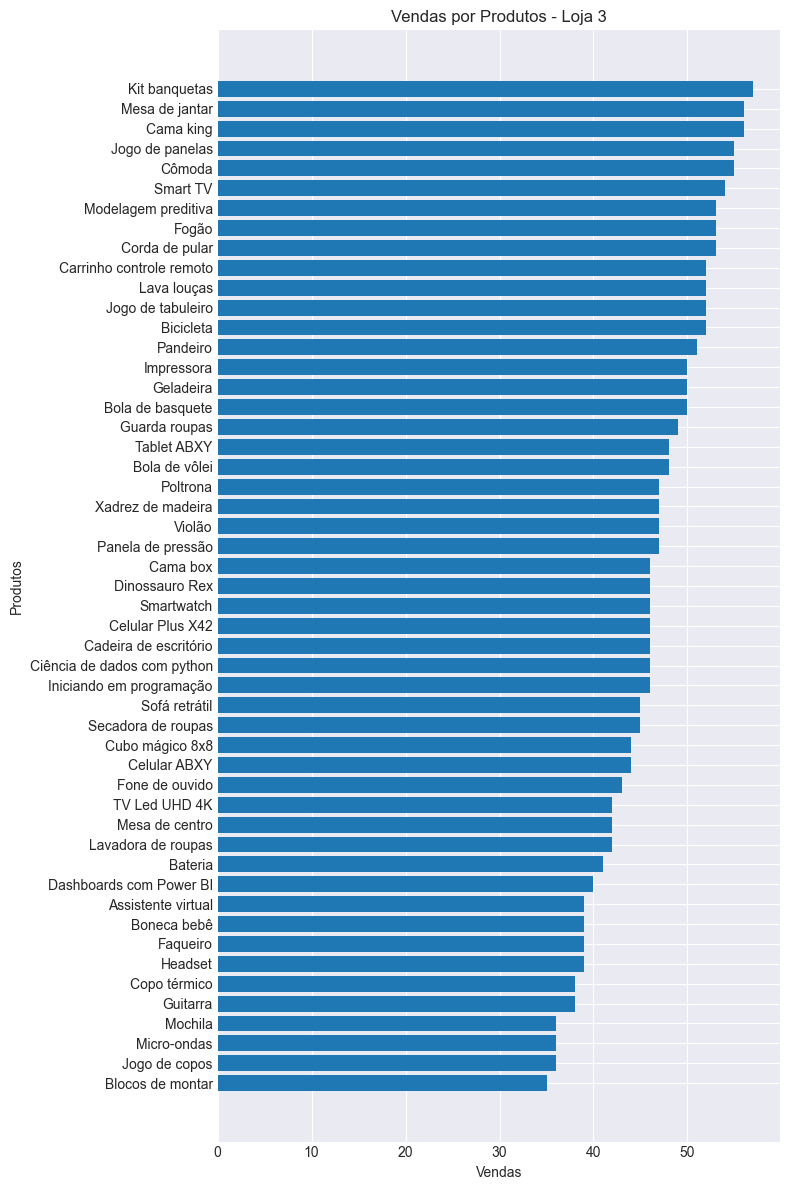 Vendas por Produtos - Loja 3
Kit banquetas
Mesa de jantar
Cama king
Jogo de panelas
Cômoda
Smart TV
Modelagem preditiva
Fogão
Corda de pular
Carrinho controle remoto
Lava louças
Jogo de tabuleiro
Bicicleta
Pandeiro
Impressora
Geladeira
Bola de basquete
Guarda roupas
Tablet ABXY
Bola de vôlei
Poltrona
Xadrez de madeira
Violão
Panela de pressão
Cama box
Dinossauro Rex
Smartwatch
Celular Plus X42
Cadeira de escritório
Ciência de dados com python
Iniciando em programação
Sofá retrátil
Secadora de roupas
Cubo mágico 8x8
Celular ABXY
Fone de ouvido
TV Led UHD 4K
Mesa de centro
Lavadora de roupas
Bateria
Dashboards com Power BI
Assistente virtual
Boneca bebê
Faqueiro
Headset
Copo térmico
Guitarra
Mochila
Micro-ondas
Jogo de copos
Blocos de montar
Produtos
0 10 20 30 40 50
Vendas